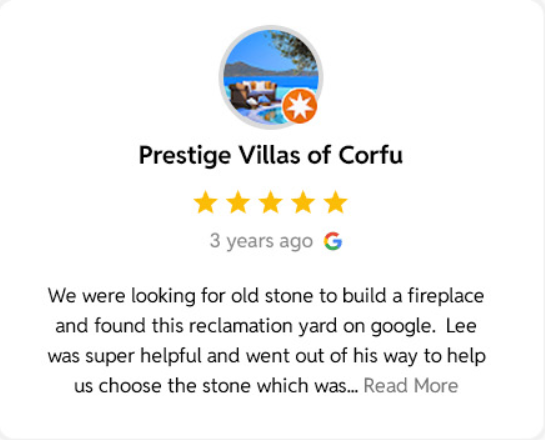 Prestige Villas of Corfu
3 years ago
We were looking for old stone to build a fireplace
and found this reclamation yard on google.  Lee
was super helpful and went out of his way to help
us choose the stone which was... Read More